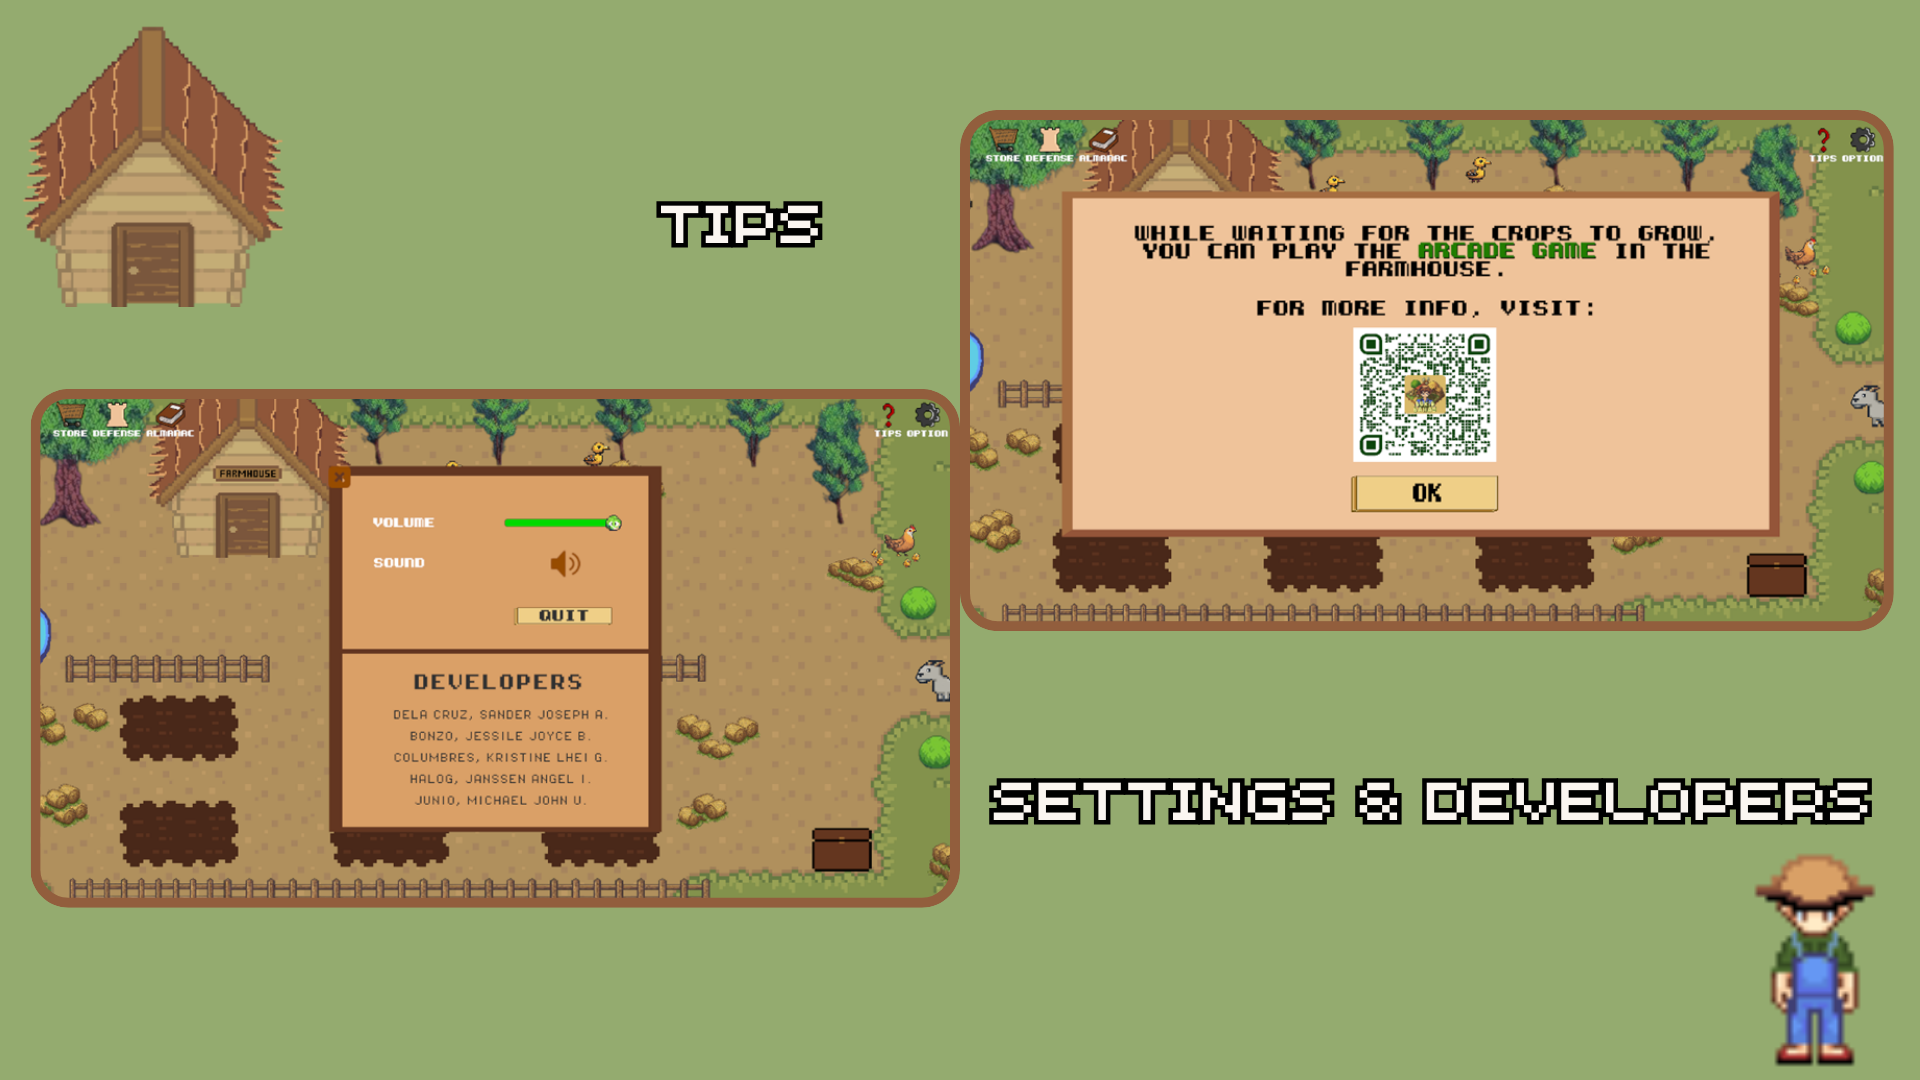 TIPS
STORE DEFENSE ALMANAC
TIPS OPTION
WHILE WAITING FOR THE CROPS TO GROW,
YOU CAN PLAY THE ARCADE GAME IN THE
FARMHOUSE.
FOR MORE INFO, VISIT:
OK
STORE DEFENSE ALMANAC
TIPS OPTION
FARMHOUSE
X
VOLUME
SOUND
QUIT
DEVELOPERS
DELA CRUZ, SANDER JOSEPH A.
BONZO, JESSILE JOYCE B.
COLUMBRES, KRISTINE LHEI G.
HALOG, JANSSEN ANGEL I.
JUNIO, MICHAEL JOHN U.
SETTINGS & DEVELOPERS